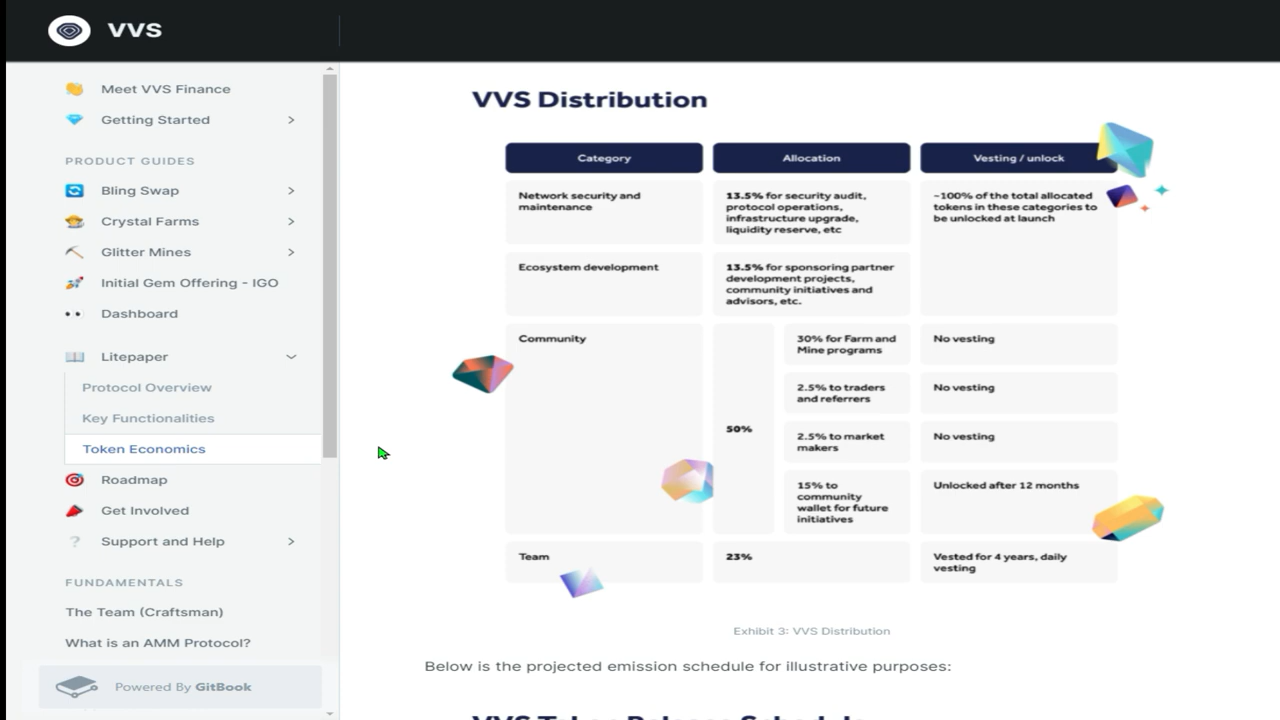 VVS
Meet VVS Finance
Getting Started
PRODUCT GUIDES
Bling Swap
Crystal Farms
Glitter Mines
Initial Gem Offering - IGO
Dashboard
Litepaper
Protocol Overview
Key Functionalities
Token Economics
Roadmap
Get Involved
Support and Help
FUNDAMENTALS
The Team (Craftsman)
What is an AMM Protocol?
Powered By GitBook
VVS Distribution
Category
Allocation
Vesting / unlock
Network security and
maintenance
13.5% for security audit,
protocol operations,
infrastructure upgrade,
liquidity reserve, etc
~100% of the total allocated
tokens in these categories to
be unlocked at launch
Ecosystem development
13.5% for sponsoring partner
development projects,
community initiatives and
advisors, etc.
Community
50%
30% for Farm and
Mine programs
No vesting
2.5% to traders
and referrers
No vesting
2.5% to market
makers
No vesting
15% to
community
wallet for future
initiatives
Unlocked after 12 months
Team
23%
Vested for 4 years, daily
vesting
Exhibit 3: VVS Distribution
Below is the projected emission schedule for illustrative purposes:
VVS Token Release Schedule